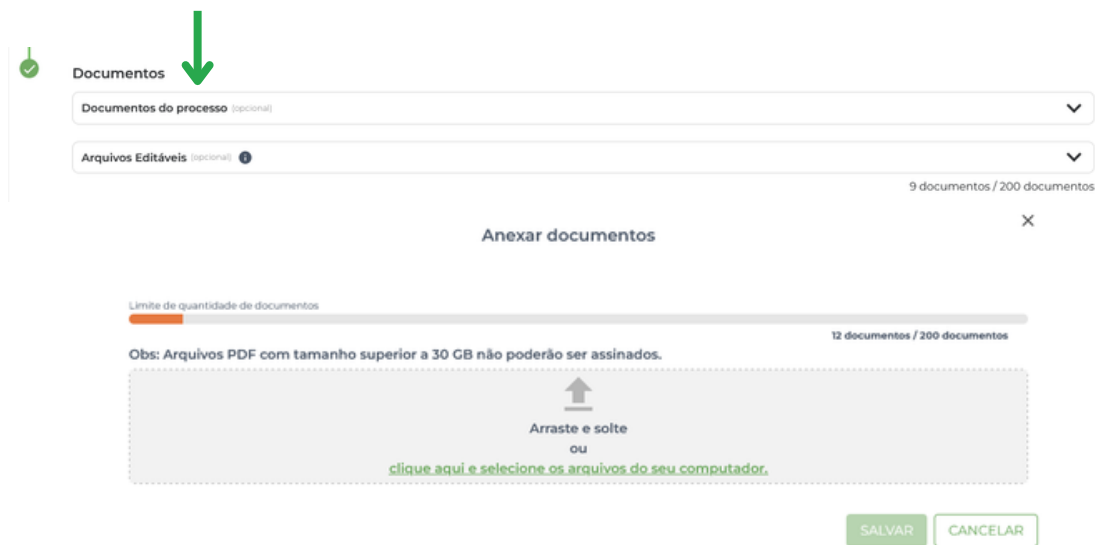 Documentos
Documentos do processo (opcional)
Arquivos Editáveis (opcional)
9 documentos / 200 documentos
Anexar documentos
Limite de quantidade de documentos
12 documentos / 200 documentos
Obs: Arquivos PDF com tamanho superior a 30 GB não poderão ser assinados.
Arraste e solte
ou
clique aqui e selecione os arquivos do seu computador.
SALVAR CANCELAR